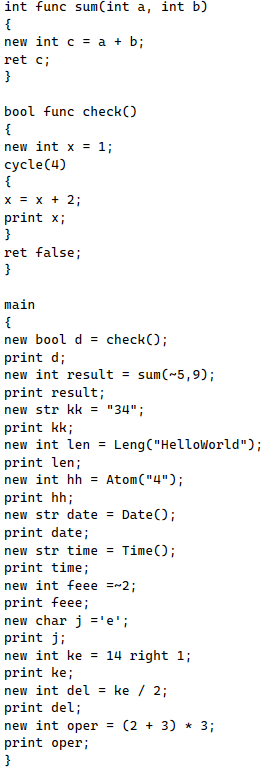 int func sum(int a, int b)
{
new int c = a + b;
ret c;
}

bool func check()
{
new int x = 1;
cycle(4)
{
x = x + 2;
print x;
}
ret false;
}

main
{
new bool d = check();
print d;
new int result = sum(~5,9);
print result;
new str kk = "34";
print kk;
new int len = Leng("HelloWorld");
print len;
new int hh = Atom("4");
print hh;
new str date = Date();
print date;
new str time = Time();
print time;
new int feee =~2;
print feee;
new char j ='e';
print j;
new int ke = 14 right 1;
print ke;
new int del = ke / 2;
print del;
new int oper = (2 + 3) * 3;
print oper;
}